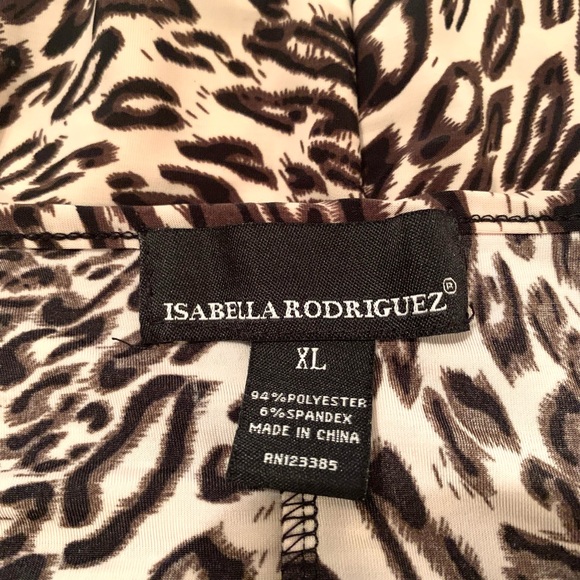 ISABELLA RODRIGUEZ®
XL
94%POLYESTER
6%SPANDEX
MADE IN CHINA
RN123385